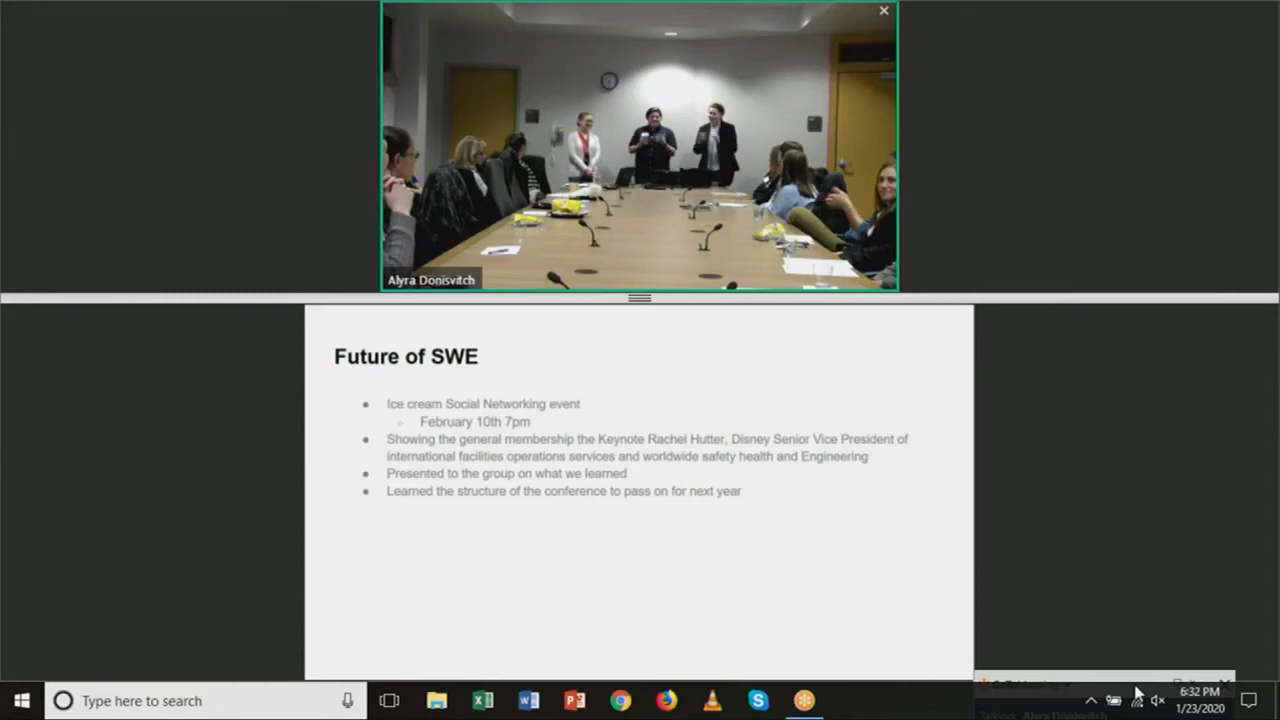 Alyra Donisvitch
Future of SWE
● Ice cream Social Networking event
○ February 10th 7pm
● Showing the general membership the Keynote Rachel Hutter, Disney Senior Vice President of
international facilities operations services and worldwide safety health and Engineering
● Presented to the group on what we learned
● Learned the structure of the conference to pass on for next year
Type here to search
6:32 PM
1/23/2020